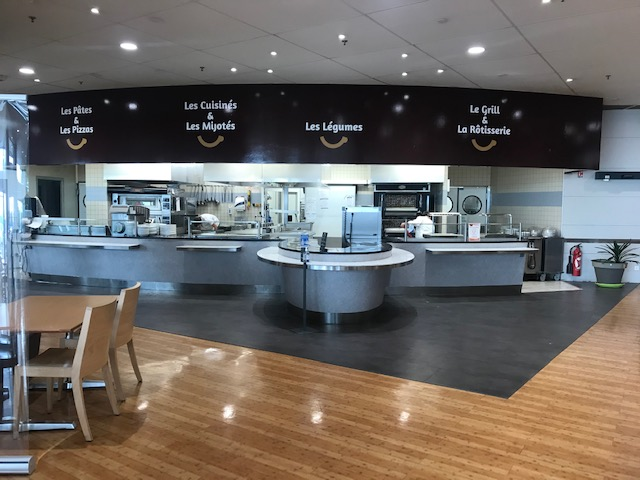 Les Pâtes
&
Les Pizzas
Les Cuisinés
&
Les Mijotés
Les Légumes
Le Grill
&
La Rôtisserie